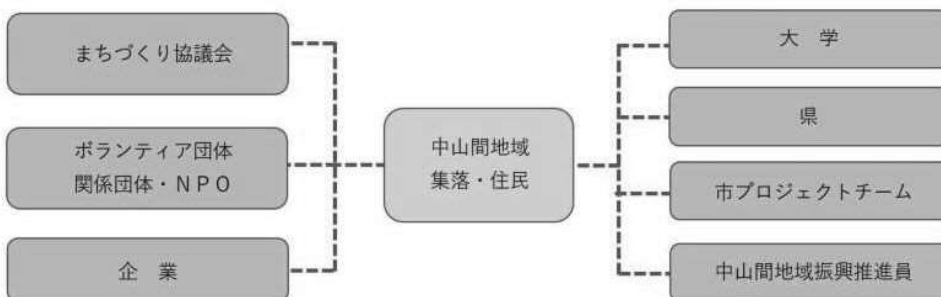 まちづくり協議会
ボランティア団体
関係団体・ＮＰＯ
企　業
中山間地域
集落・住民
大　学
県
市プロジェクトチーム
中山間地域振興推進員